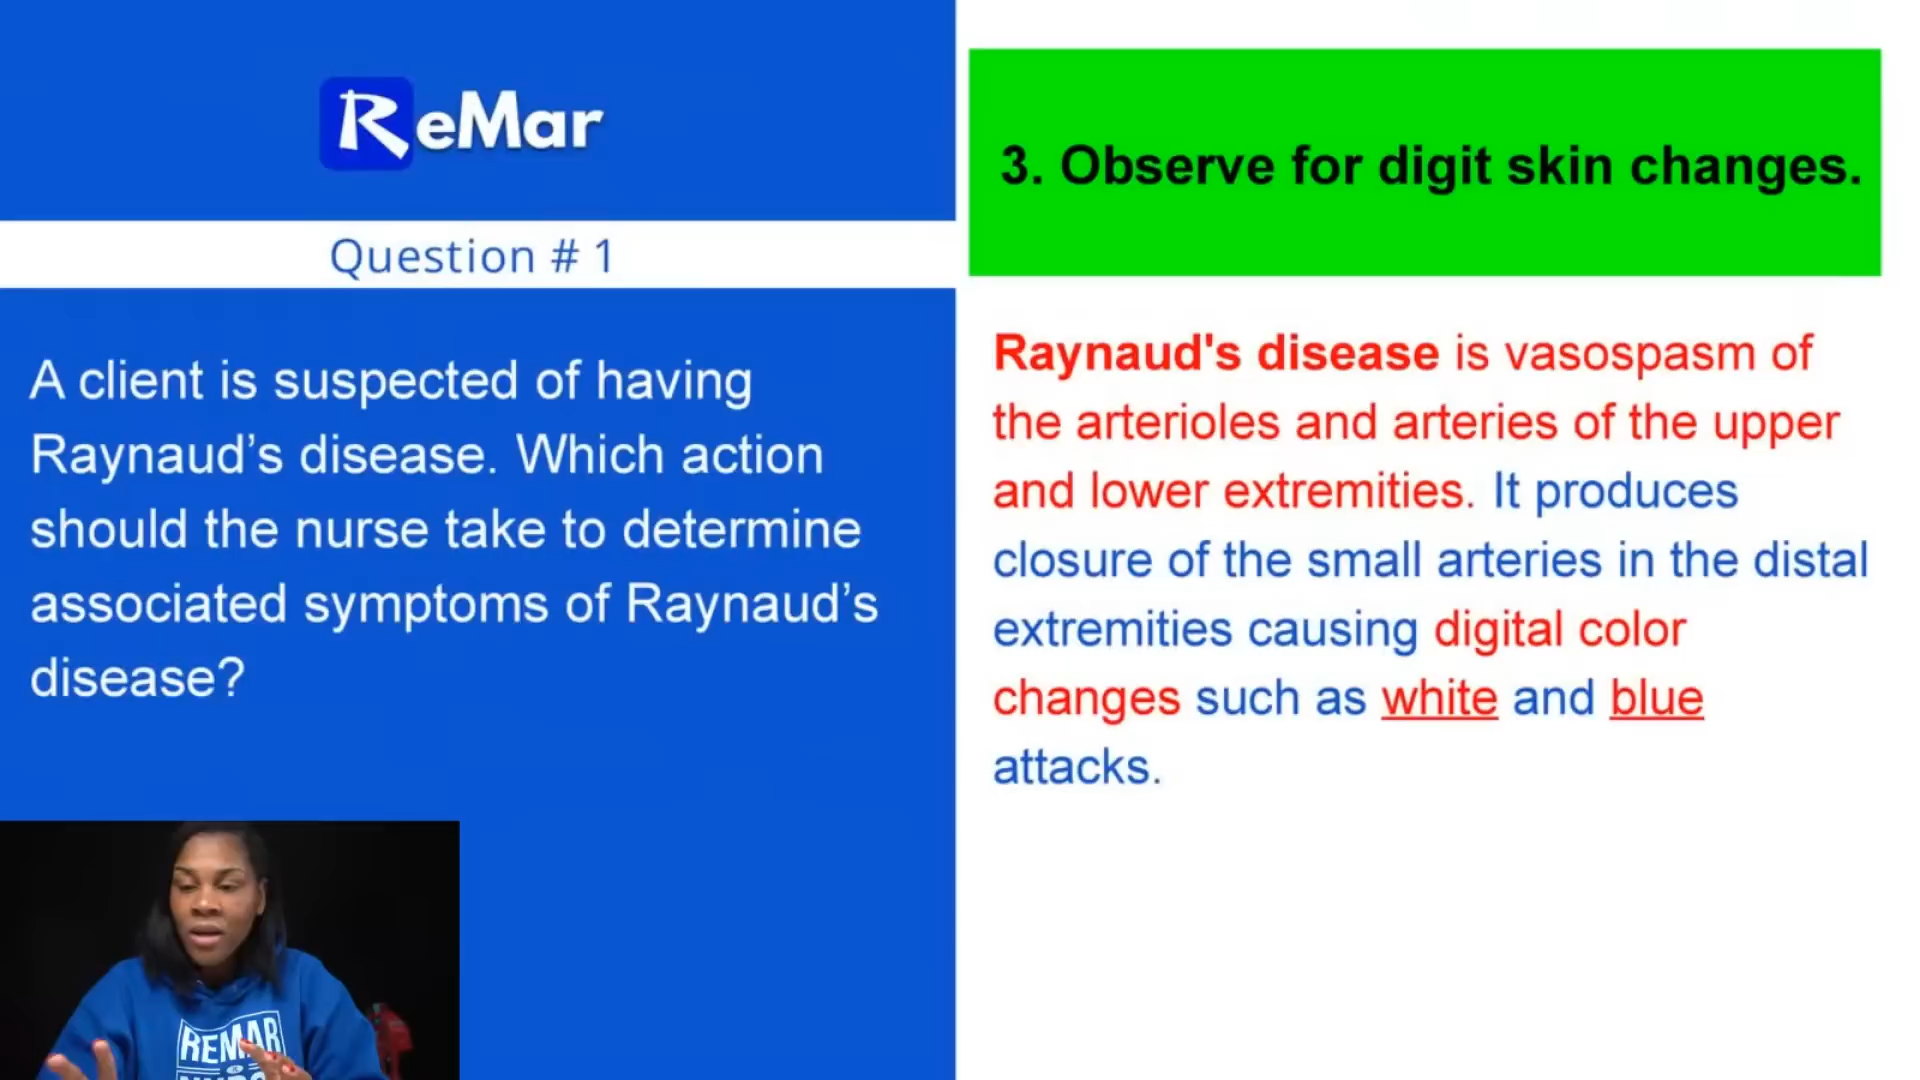 ReMar
Question # 1
A client is suspected of having
Raynaud’s disease. Which action
should the nurse take to determine
associated symptoms of Raynaud’s
disease?
3. Observe for digit skin changes.
Raynaud's disease is vasospasm of
the arterioles and arteries of the upper
and lower extremities. It produces
closure of the small arteries in the distal
extremities causing digital color
changes such as white and blue
attacks.
REMAR